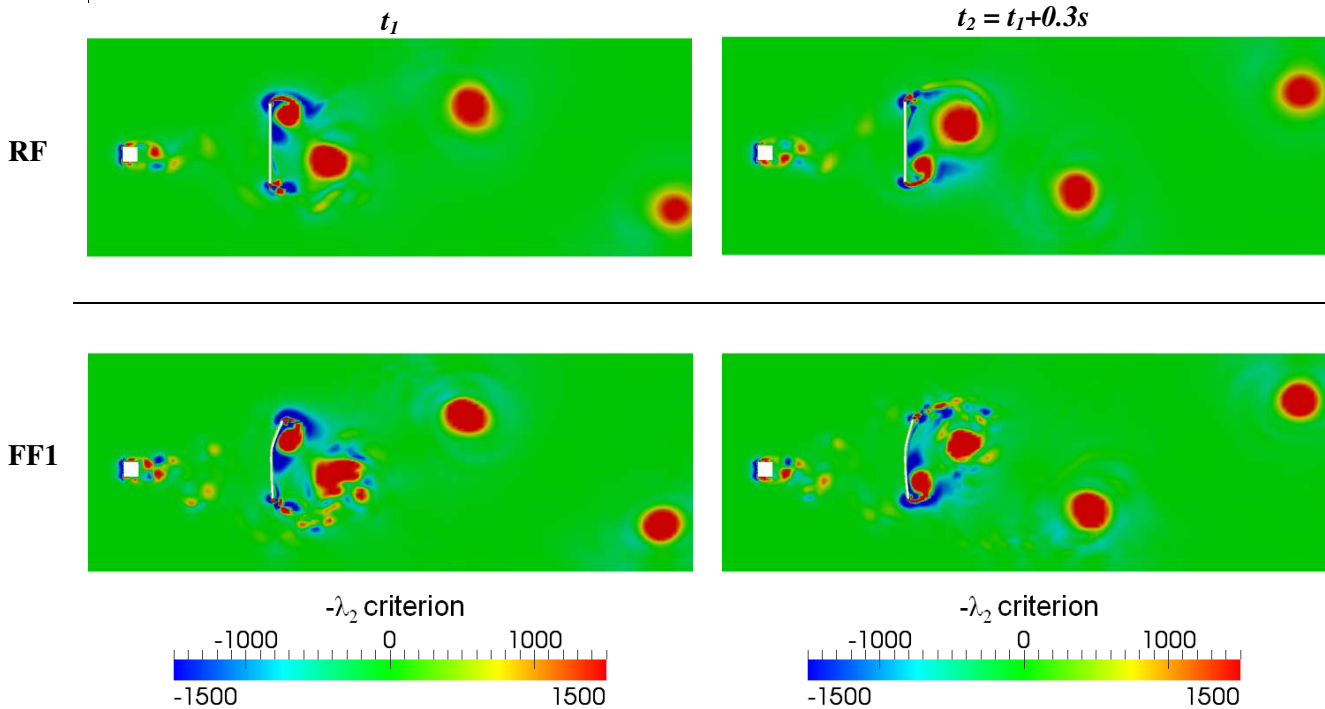 t₁
t₂ = t₁+0.3s
RF
FF1
-λ₂ criterion
-λ₂ criterion
-1000 0 1000
-1000 0 1000
-1500 1500
-1500 1500